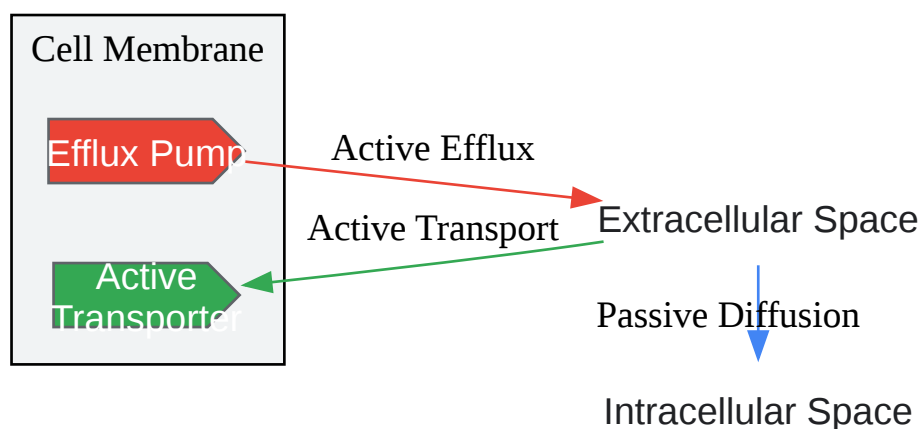 Cell Membrane
Efflux Pump
Active Efflux
Extracellular Space
Active Transport
Active
Transporter
Passive Diffusion
Intracellular Space